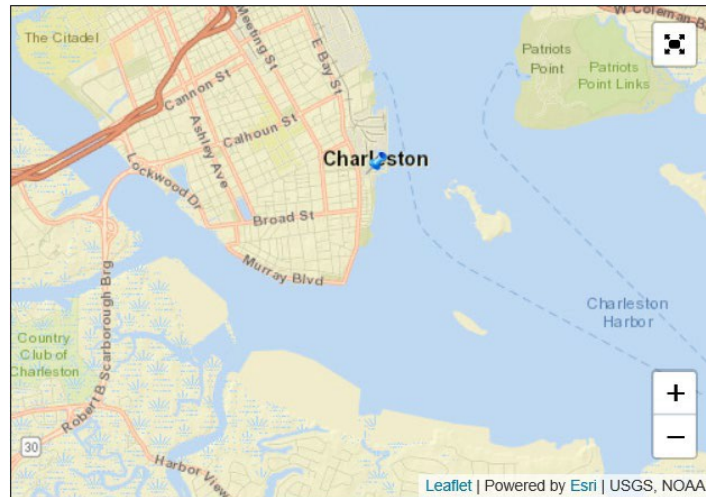 W Coleman B
The Citadel
Meeting St
E Bay St
Patriots
Point
Patriots
Point Links
Cannon St
Ashley Ave
Calhoun St
Charleston
Lockwood Dr
Broad St
Murray Blvd
Charleston
Harbor
Country
Club of
Charleston
Robert B Scarborough Brg
30
Harbor View
+
−
Leaflet | Powered by Esri | USGS, NOAA